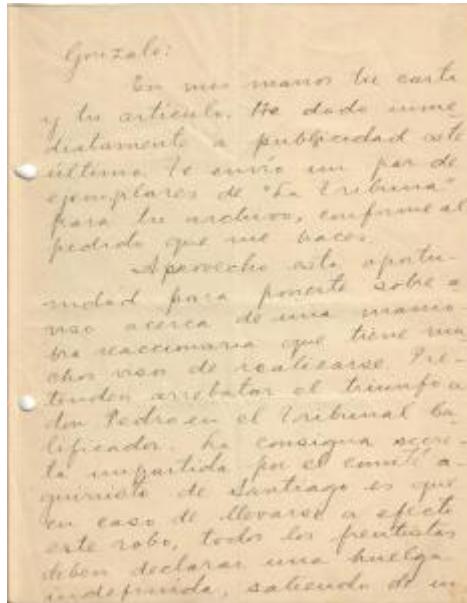 Gonzalo:
En mis manos tu carta
y tu artículo. He dado inme
diatamente a publicidad este
último. Te envío un par de
ejemplares de "La Tribuna"
para tu archivo, conforme al
pedido que me haces.
Aprovecho esta oportu-
nidad para ponerte sobre a
viso acerca de una manio-
bra reaccionaria que tiene mu
chos visos de realizarse. Pre-
tenden arrebatar el triunfo a
don Pedro en el Tribunal Ca-
lificador. La consigna secre-
ta impartida por el comité a-
guirrista de Santiago es que
en caso de llevarse a efecto
este robo, todos los frentistas
deben declarar una huelga
indefinida, saliendo de un